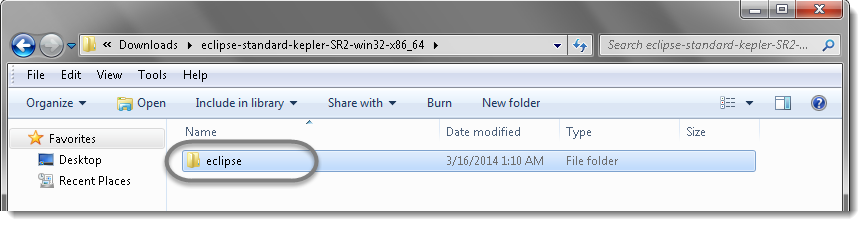 « Downloads ▸ eclipse-standard-kepler-SR2-win32-x86_64 ▸ Search eclipse-standard-kepler-SR2-...
File Edit View Tools Help
Organize Open Include in library Share with Burn New folder
Favorites
Desktop
Recent Places
Name Date modified Type Size
eclipse 3/16/2014 1:10 AM File folder